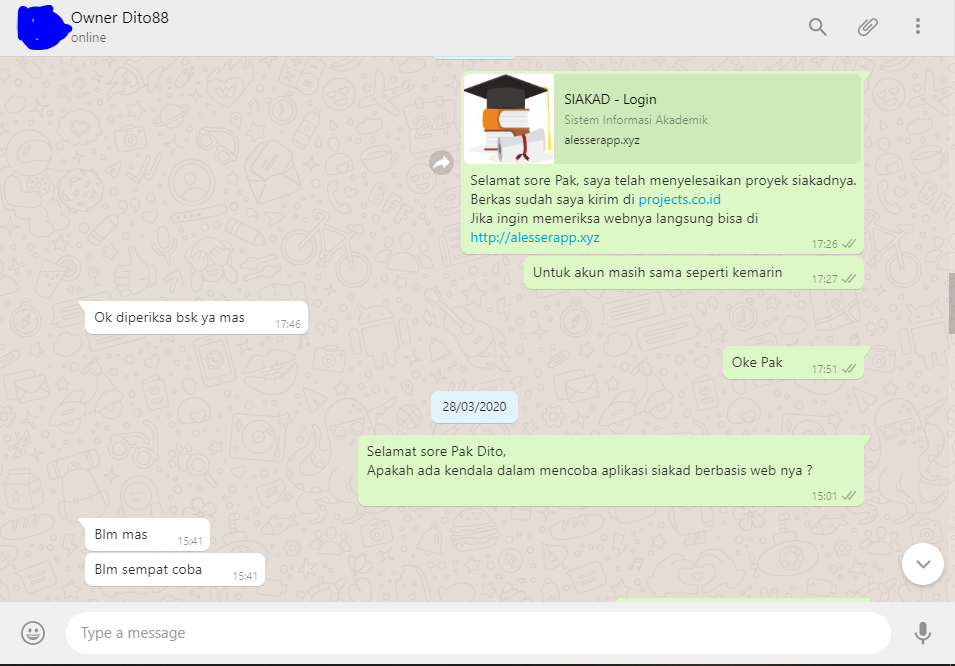 Owner Dito88
online
SIAKAD - Login
Sistem Informasi Akademik
alesserapp.xyz
Selamat sore Pak, saya telah menyelesaikan proyek siakadnya.
Berkas sudah saya kirim di projects.co.id
Jika ingin memeriksa webnya langsung bisa di
http://alesserapp.xyz
17:26
Untuk akun masih sama seperti kemarin
17:27
Ok diperiksa bsk ya mas
17:46
Oke Pak
17:51
28/03/2020
Selamat sore Pak Dito,
Apakah ada kendala dalam mencoba aplikasi siakad berbasis web nya ?
15:01
Blm mas
15:41
Blm sempat coba
15:41
Type a message